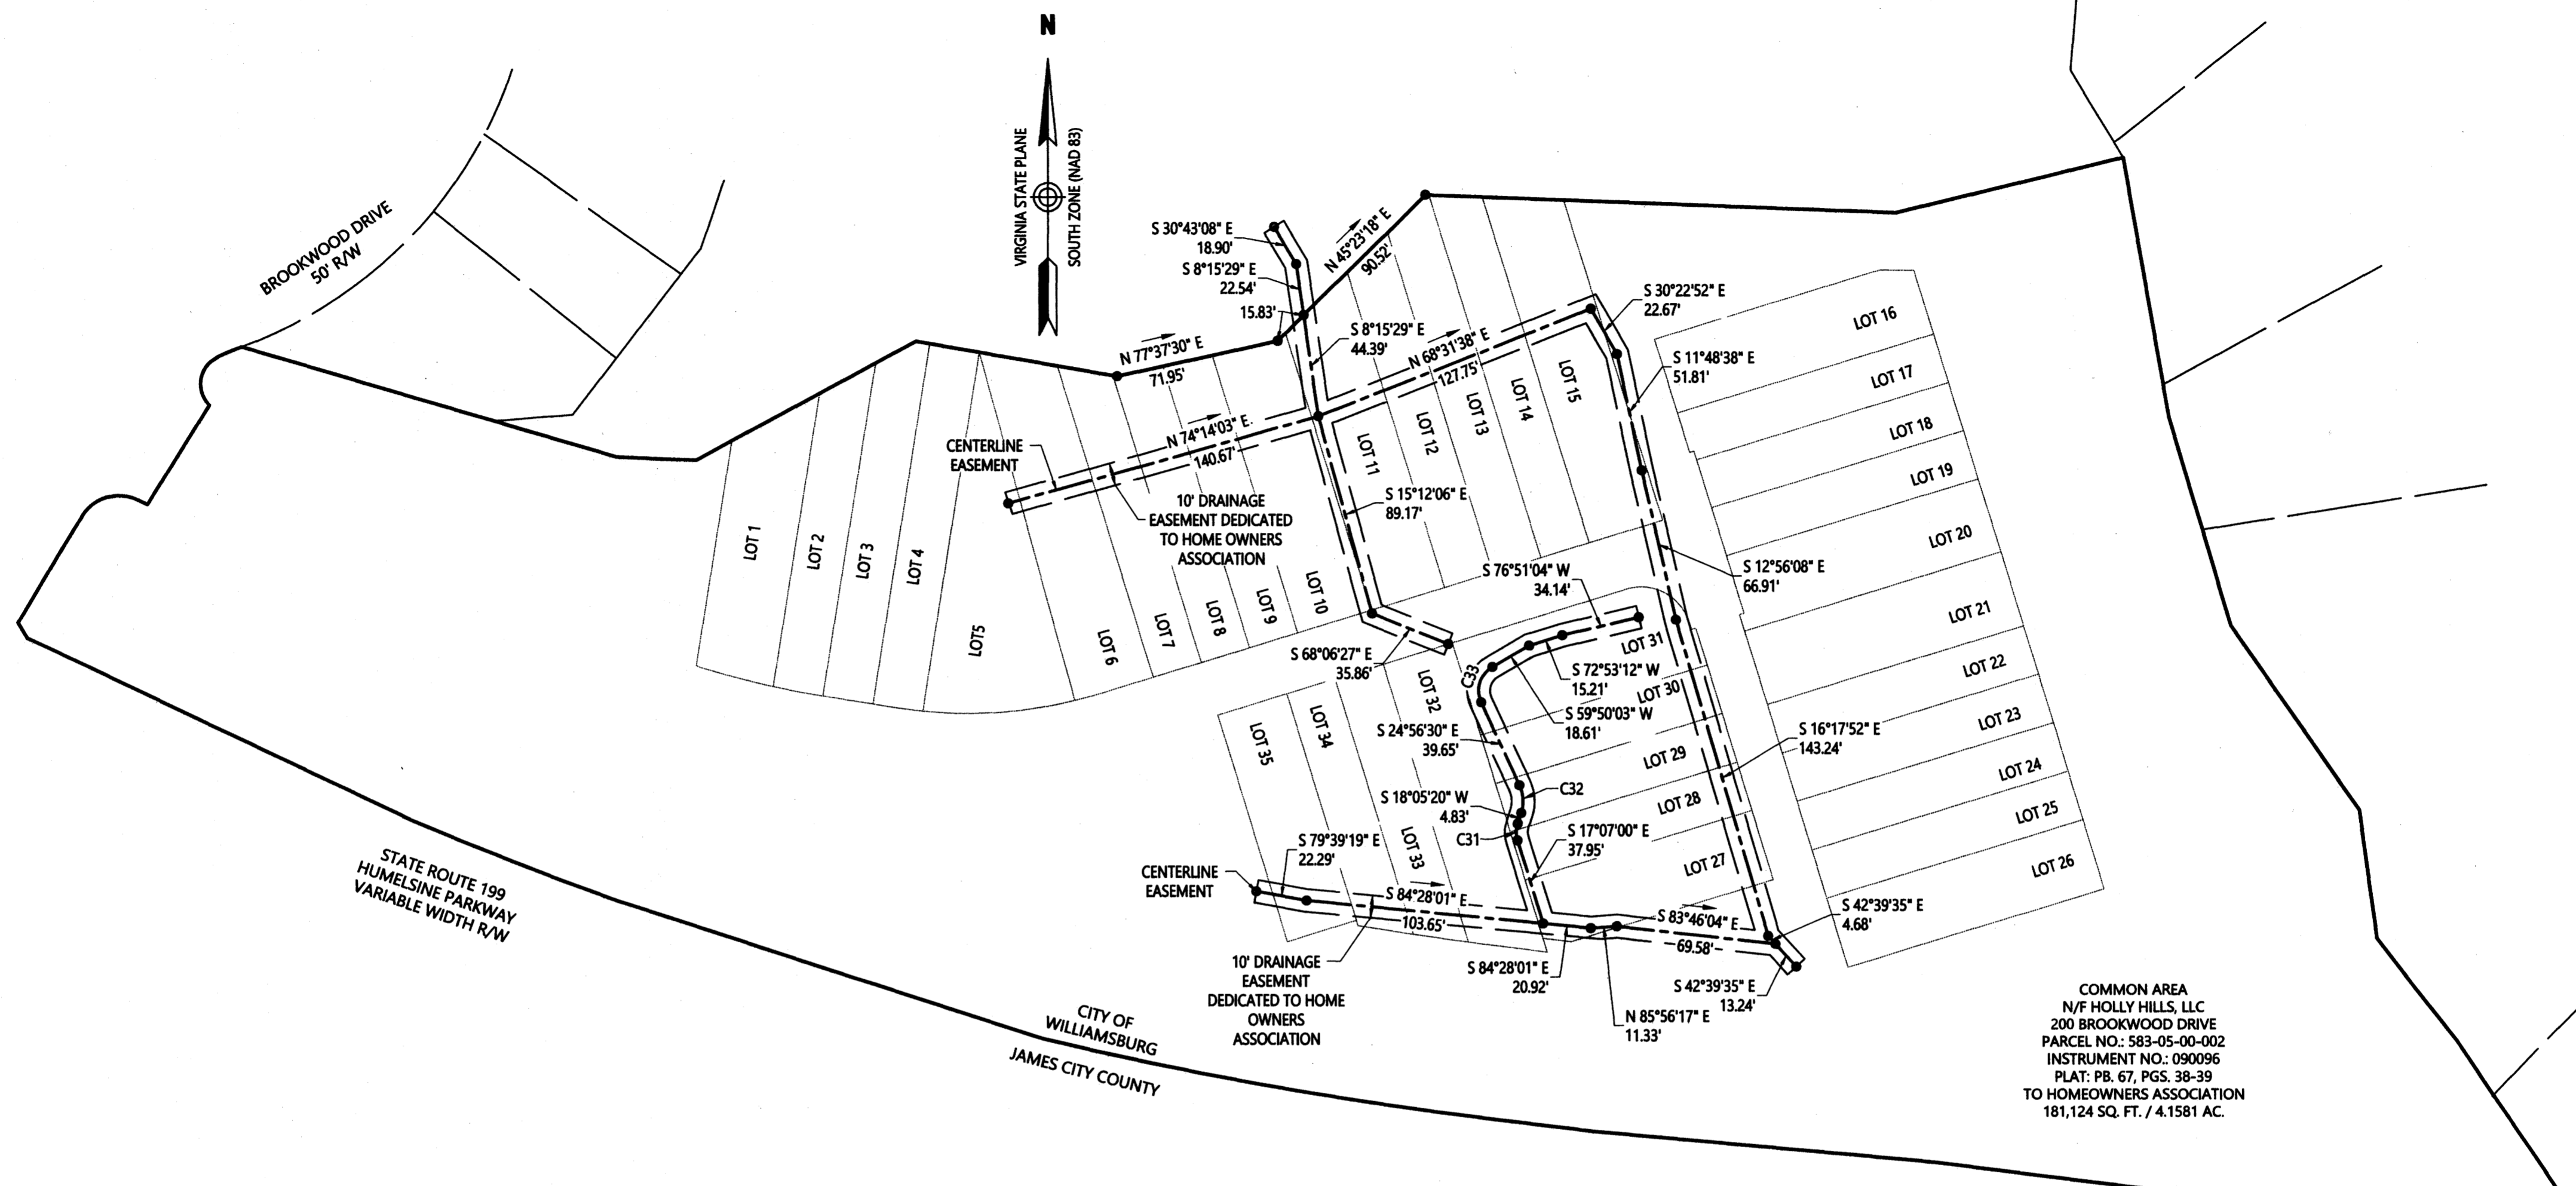 N
VIRGINIA STATE PLANE
SOUTH ZONE (NAD 83)
BROOKWOOD DRIVE
50' R/W
S 30°43'08" E
18.90'
S 8°15'29" E
22.54'
15.83'
N 45°23'18" E
90.52'
S 8°15'29" E
44.39'
N 77°37'30" E
71.95'
N 68°31'38" E
127.75'
S 30°22'52" E
22.67'
S 11°48'38" E
51.81'
N 74°14'03" E
140.67'
CENTERLINE
EASEMENT
10' DRAINAGE
EASEMENT DEDICATED
TO HOME OWNERS
ASSOCIATION
S 15°12'06" E
89.17'
S 76°51'04" W
34.14'
S 12°56'08" E
66.91'
LOT 1
LOT 2
LOT 3
LOT 4
LOT5
LOT 6
LOT 7
LOT 8
LOT 9
LOT 10
LOT 11
LOT 12
LOT 13
LOT 14
LOT 15
LOT 16
LOT 17
LOT 18
LOT 19
LOT 20
LOT 21
LOT 22
LOT 23
LOT 24
LOT 25
LOT 26
S 68°06'27" E
35.86'
C33
LOT 31
S 72°53'12" W
15.21'
LOT 30
S 59°50'03" W
18.61'
LOT 32
S 24°56'30" E
39.65'
S 16°17'52" E
143.24'
LOT 29
LOT 28
LOT 27
LOT 35
LOT 34
LOT 33
C32
S 18°05'20" W
4.83'
C31
S 17°07'00" E
37.95'
S 79°39'19" E
22.29'
CENTERLINE
EASEMENT
S 84°28'01" E
103.65'
S 83°46'04" E
69.58'
S 42°39'35" E
4.68'
10' DRAINAGE
EASEMENT
DEDICATED TO HOME
OWNERS
ASSOCIATION
S 84°28'01" E
20.92'
N 85°56'17" E
11.33'
S 42°39'35" E
13.24'
STATE ROUTE 199
HUMELSINE PARKWAY
VARIABLE WIDTH R/W
CITY OF
WILLIAMSBURG
JAMES CITY COUNTY
COMMON AREA
N/F HOLLY HILLS, LLC
200 BROOKWOOD DRIVE
PARCEL NO.: 583-05-00-002
INSTRUMENT NO.: 090096
PLAT: PB. 67, PGS. 38-39
TO HOMEOWNERS ASSOCIATION
181,124 SQ. FT. / 4.1581 AC.